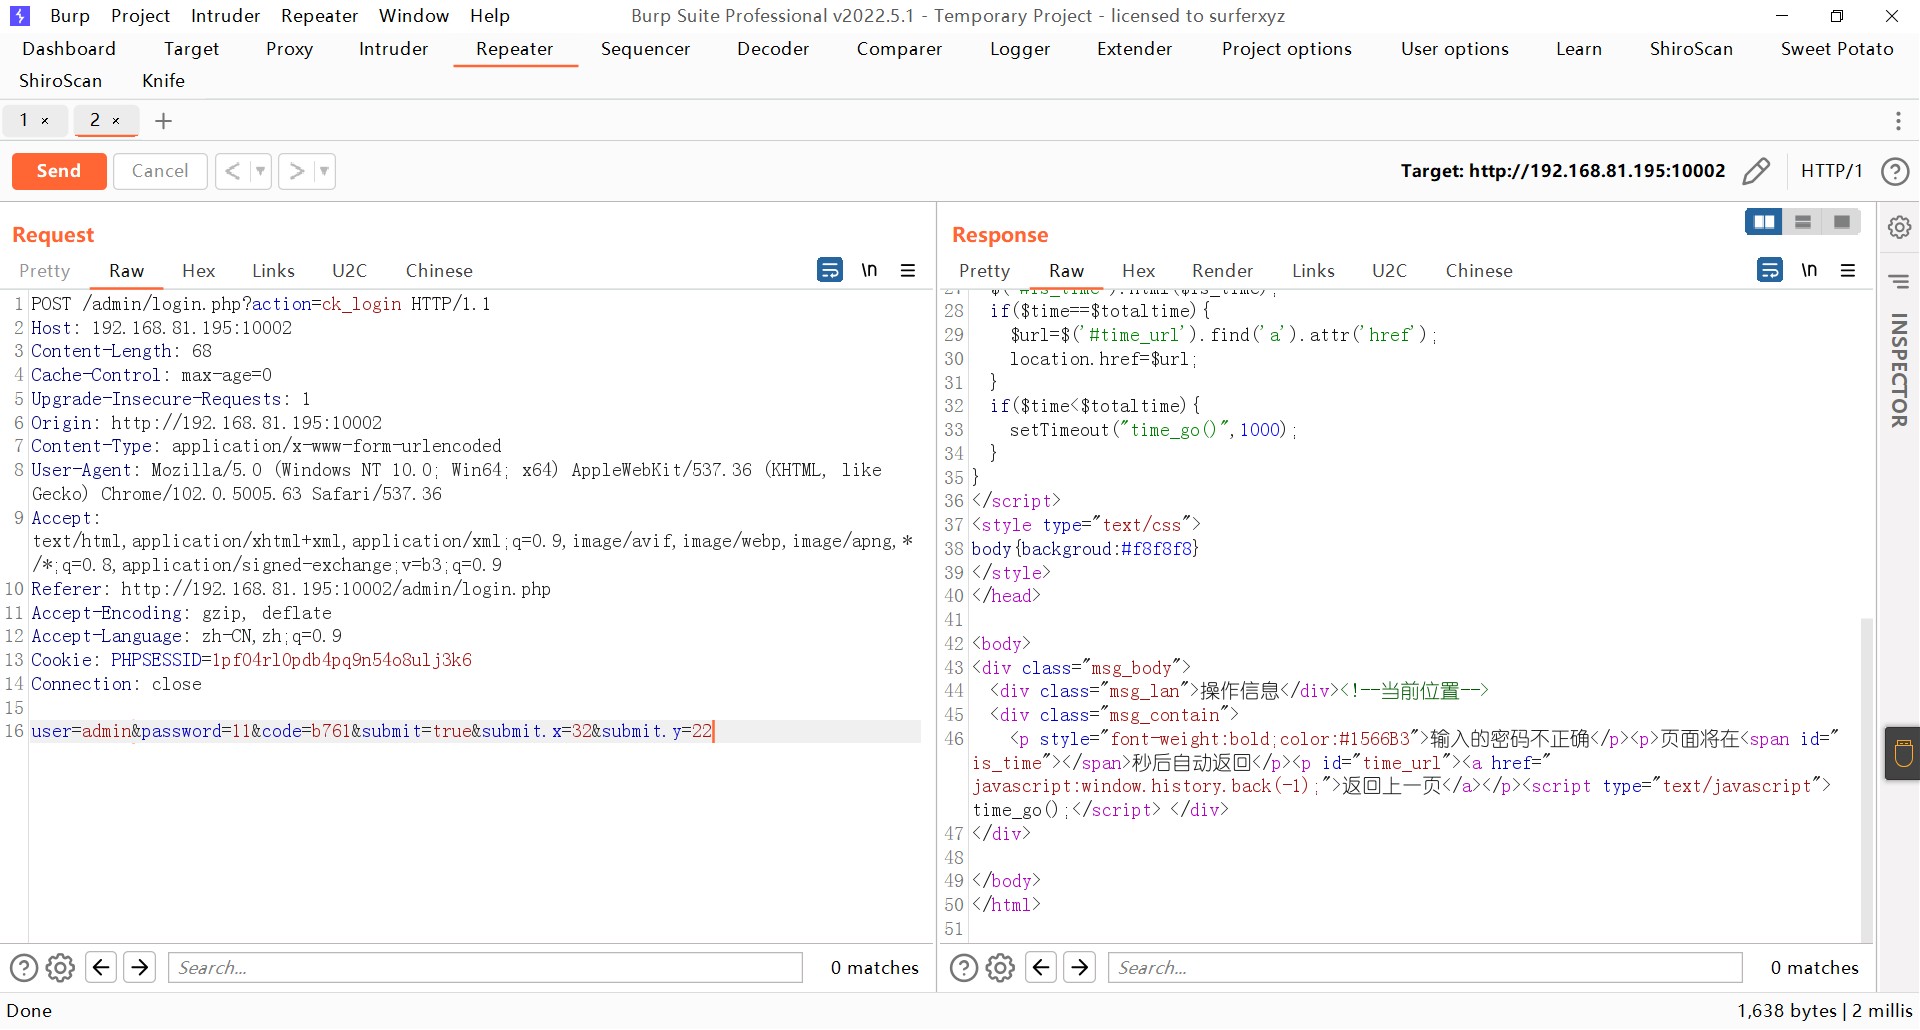 Burp Project Intruder Repeater Window Help Burp Suite Professional v2022.5.1 - Temporary Project - licensed to surferxyz
Dashboard Target Proxy Intruder Repeater Sequencer Decoder Comparer Logger Extender Project options User options Learn ShiroScan Sweet Potato
ShiroScan Knife
1 × 2 × +
Send Cancel < > Target: http://192.168.81.195:10002 HTTP/1 ?
Request
Pretty Raw Hex Links U2C Chinese \n
1 POST /admin/login.php?action=ck_login HTTP/1.1
2 Host: 192.168.81.195:10002
3 Content-Length: 68
4 Cache-Control: max-age=0
5 Upgrade-Insecure-Requests: 1
6 Origin: http://192.168.81.195:10002
7 Content-Type: application/x-www-form-urlencoded
8 User-Agent: Mozilla/5.0 (Windows NT 10.0; Win64; x64) AppleWebKit/537.36 (KHTML, like
Gecko) Chrome/102.0.5005.63 Safari/537.36
9 Accept:
text/html,application/xhtml+xml,application/xml;q=0.9,image/avif,image/webp,image/apng,*
/*;q=0.8,application/signed-exchange;v=b3;q=0.9
10 Referer: http://192.168.81.195:10002/admin/login.php
11 Accept-Encoding: gzip, deflate
12 Accept-Language: zh-CN,zh;q=0.9
13 Cookie: PHPSESSID=1pf04rl0pdb4pq9n54o8ulj3k6
14 Connection: close
15
16 user=admin&password=11&code=b761&submit=true&submit.x=32&submit.y=22
? Search... 0 matches
Response
Pretty Raw Hex Render Links U2C Chinese \n
27 $('#is_time').html($is_time);
28 if($time==$totaltime){
29 $url=$('#time_url').find('a').attr('href');
30 location.href=$url;
31 }
32 if($time<$totaltime){
33 setTimeout("time_go()",1000);
34 }
35 }
36 </script>
37 <style type="text/css">
38 body{backgroud:#f8f8f8}
39 </style>
40 </head>
41
42 <body>
43 <div class="msg_body">
44 <div class="msg_lan">操作信息</div><!--当前位置-->
45 <div class="msg_contain">
46 <p style="font-weight:bold;color:#1566B3">输入的密码不正确</p><p>页面将在<span id="
is_time"></span>秒后自动返回</p><p id="time_url"><a href="
javascript:window.history.back(-1);">返回上一页</a></p><script type="text/javascript">
time_go();</script> </div>
47 </div>
48
49 </body>
50 </html>
51
? Search... 0 matches
INSPECTOR
Done 1,638 bytes | 2 millis